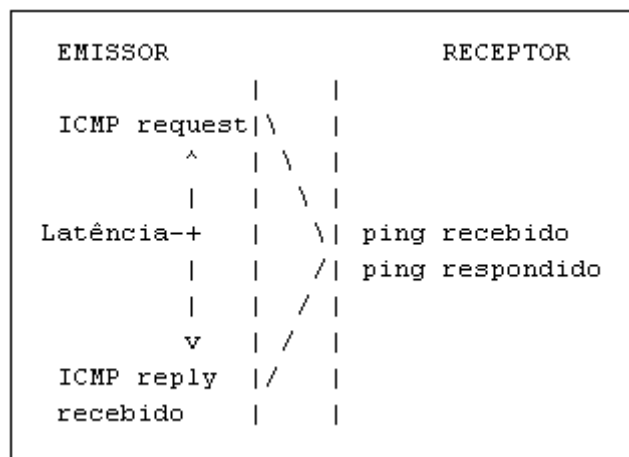 EMISSOR RECEPTOR
| |
ICMP request|\ |
^ | \ |
| | \ |
Latência-+ | \| ping recebido
| | /| ping respondido
| | / |
v | / |
ICMP reply |/ |
recebido | |